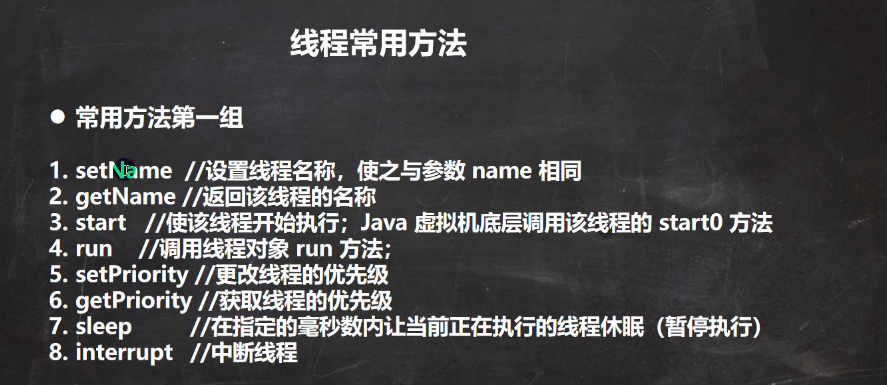 线程常用方法
● 常用方法第一组
1. setName //设置线程名称，使之与参数 name 相同
2. getName //返回该线程的名称
3. start //使该线程开始执行；Java 虚拟机底层调用该线程的 start0 方法
4. run //调用线程对象 run 方法；
5. setPriority //更改线程的优先级
6. getPriority //获取线程的优先级
7. sleep //在指定的毫秒数内让当前正在执行的线程休眠（暂停执行）
8. interrupt //中断线程